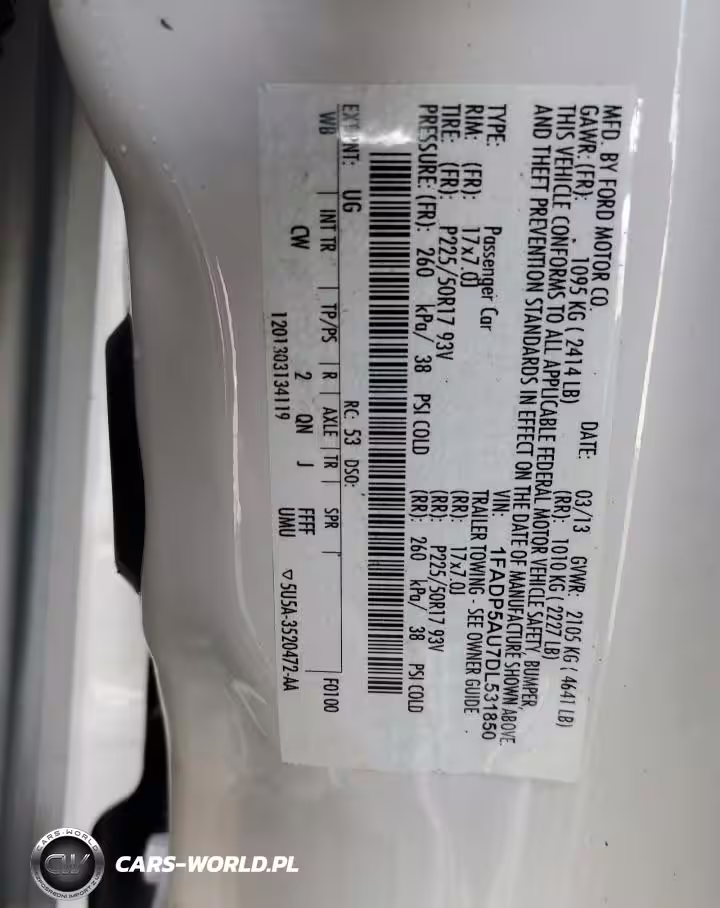 MFD. BY FORD MOTOR CO.
DATE: 03/13 GVWR: 2105 KG ( 4641 LB)
GAWR: (FR): 1095 KG ( 2414 LB) (RR): 1010 KG ( 2227 LB)
THIS VEHICLE CONFORMS TO ALL APPLICABLE FEDERAL MOTOR VEHICLE SAFETY, BUMPER,
AND THEFT PREVENTION STANDARDS IN EFFECT ON THE DATE OF MANUFACTURE SHOWN ABOVE.
VIN: 1FADP5AU7DL531850
TYPE: Passenger Car TRAILER TOWING - SEE OWNER GUIDE
RIM: (FR): 17x7.0J (RR): 17x7.0J
TIRE: (FR): P225/50R17 93V (RR): P225/50R17 93V
PRESSURE: (FR): 260 kPa/ 38 PSI COLD (RR): 260 kPa/ 38 PSI COLD
EXT PNT: UG RC: 53 DSO: F0100
WB INT TR TP/PS R AXLE TR SPR
CW 2 QN J FFFF
1201303134119 UMU ▽5U5A-3520472-AA
CARS-WORLD
CW
CARS-WORLD.PL